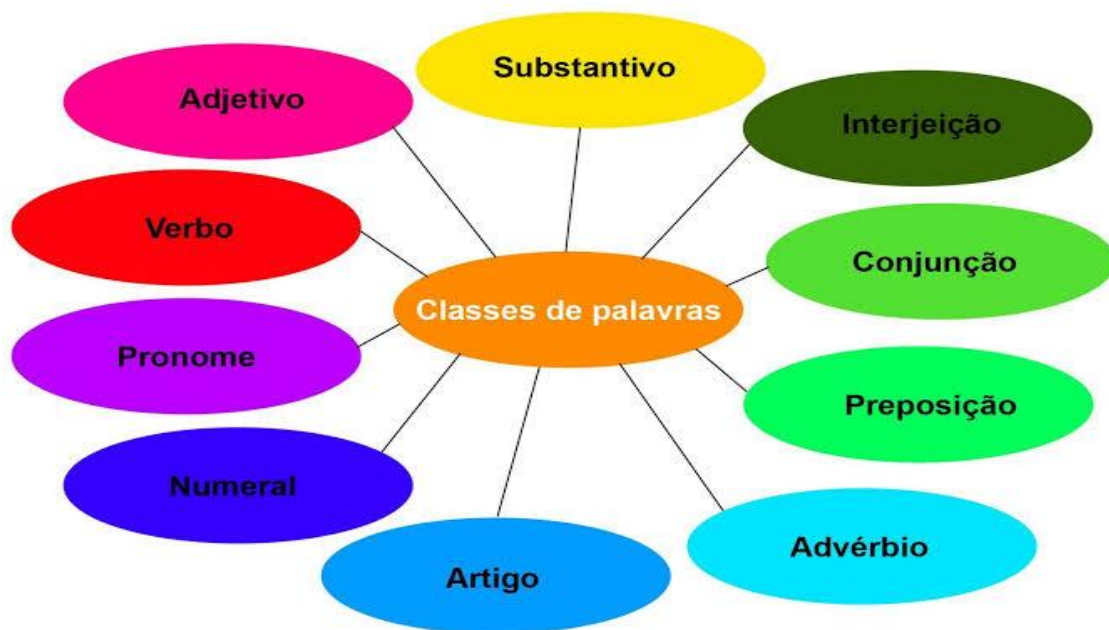 Substantivo
Adjetivo
Interjeição
Verbo
Conjunção
Classes de palavras
Pronome
Preposição
Numeral
Advérbio
Artigo